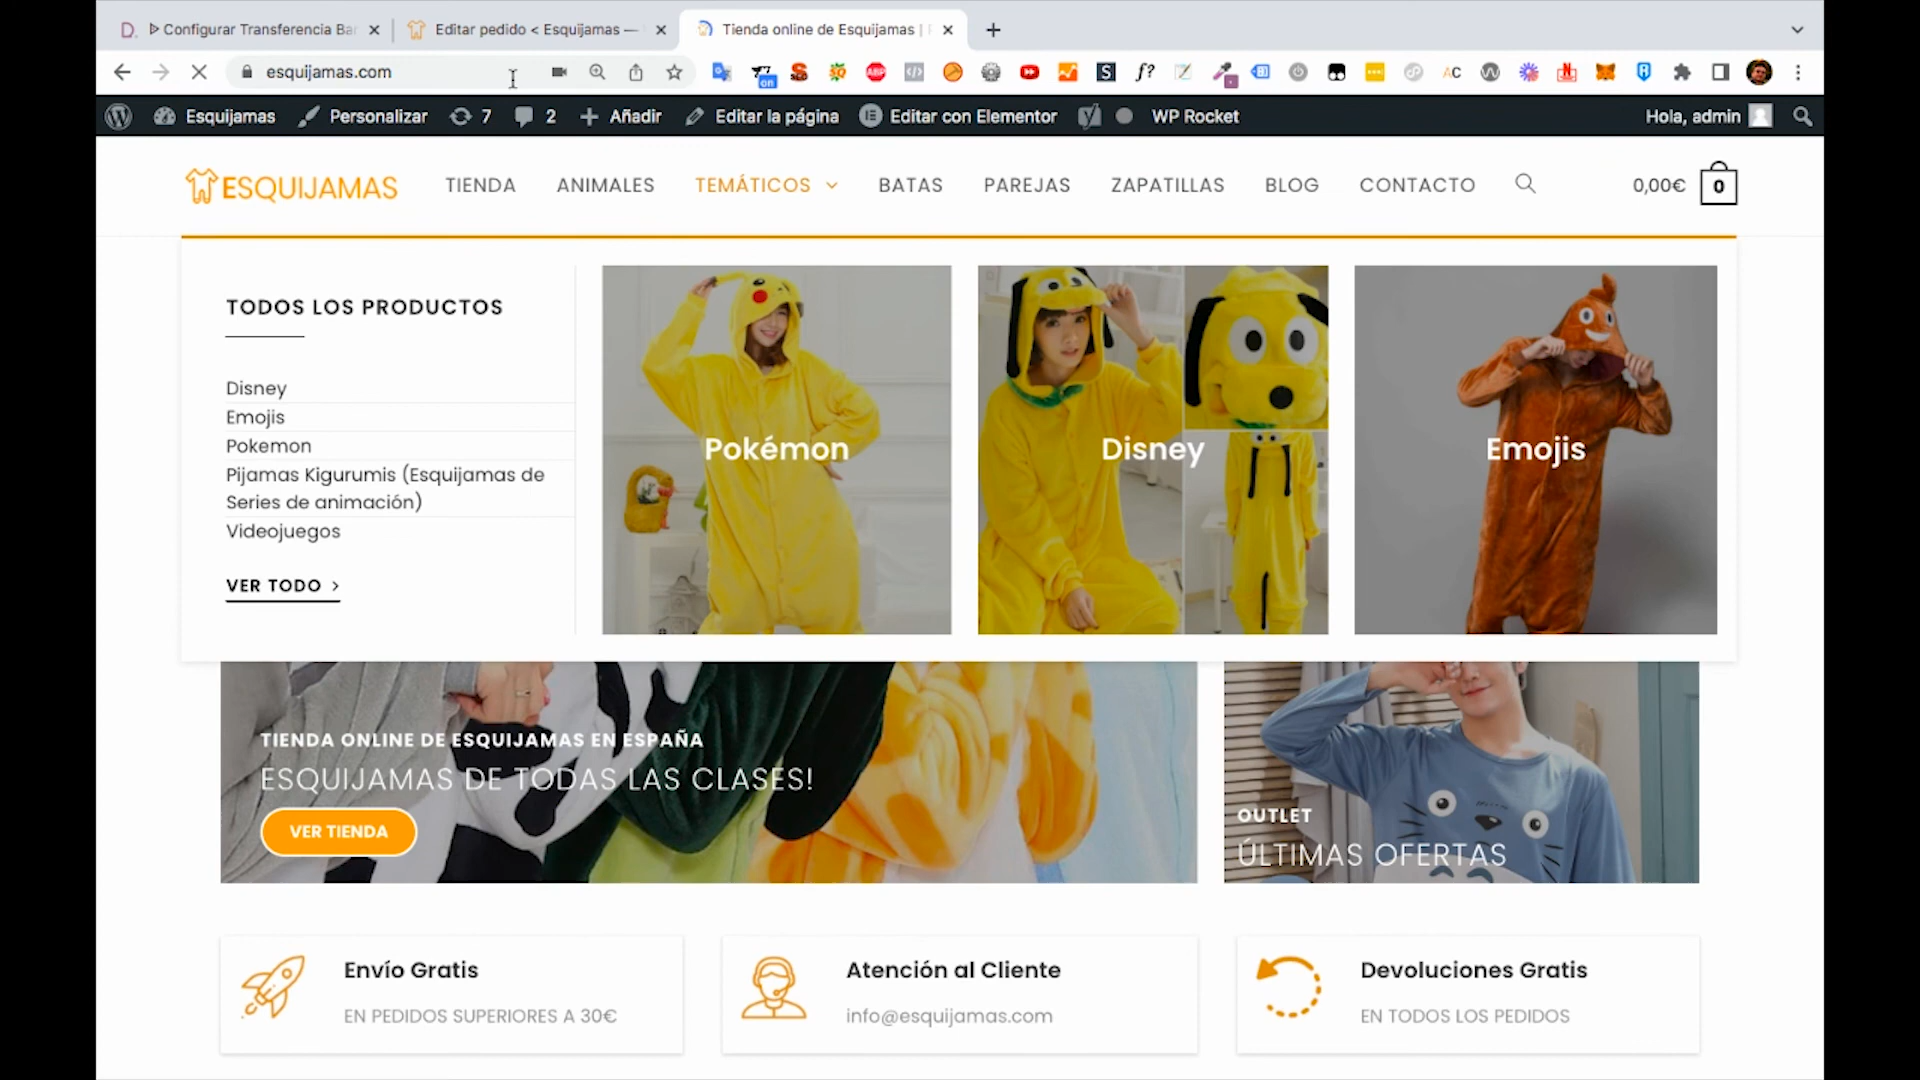 Configurar Transferencia Ba
Editar pedido < Esquijamas —
Tienda online de Esquijamas |
esquijamas.com
Esquijamas
Personalizar
7
2
Añadir
Editar la página
Editar con Elementor
WP Rocket
Hola, admin
ESQUIJAMAS
TIENDA
ANIMALES
TEMÁTICOS
BATAS
PAREJAS
ZAPATILLAS
BLOG
CONTACTO
0,00€
0
TODOS LOS PRODUCTOS
Disney
Emojis
Pokemon
Pijamas Kigurumis (Esquijamas de
Series de animación)
Videojuegos
VER TODO >
Pokémon
Disney
Emojis
TIENDA ONLINE DE ESQUIJAMAS EN ESPAÑA
ESQUIJAMAS DE TODAS LAS CLASES!
VER TIENDA
OUTLET
ÚLTIMAS OFERTAS
Envío Gratis
EN PEDIDOS SUPERIORES A 30€
Atención al Cliente
info@esquijamas.com
Devoluciones Gratis
EN TODOS LOS PEDIDOS